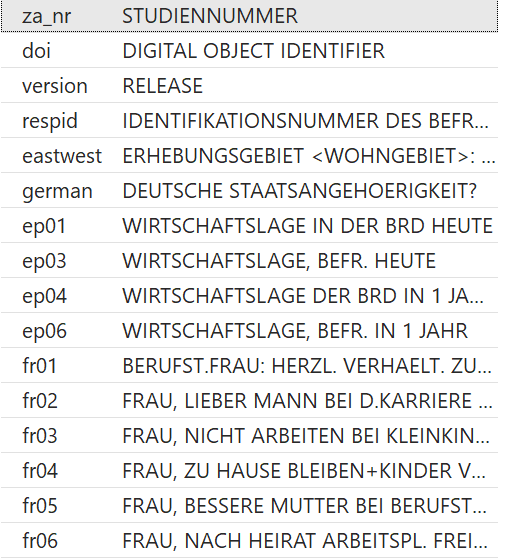 za_nr STUDIENNUMMER
doi DIGITAL OBJECT IDENTIFIER
version RELEASE
respid IDENTIFIKATIONSNUMMER DES BEFR...
eastwest ERHEBUNGSGEBIET <WOHNGEBIET>: ...
german DEUTSCHE STAATSANGEHOERIGKEIT?
ep01 WIRTSCHAFTSLAGE IN DER BRD HEUTE
ep03 WIRTSCHAFTSLAGE, BEFR. HEUTE
ep04 WIRTSCHAFTSLAGE DER BRD IN 1 JA...
ep06 WIRTSCHAFTSLAGE, BEFR. IN 1 JAHR
fr01 BERUFST.FRAU: HERZL. VERHAELT. ZU...
fr02 FRAU, LIEBER MANN BEI D.KARRIERE ...
fr03 FRAU, NICHT ARBEITEN BEI KLEINKIN...
fr04 FRAU, ZU HAUSE BLEIBEN+KINDER V...
fr05 FRAU, BESSERE MUTTER BEI BERUFST...
fr06 FRAU, NACH HEIRAT ARBEITSPL. FREI...